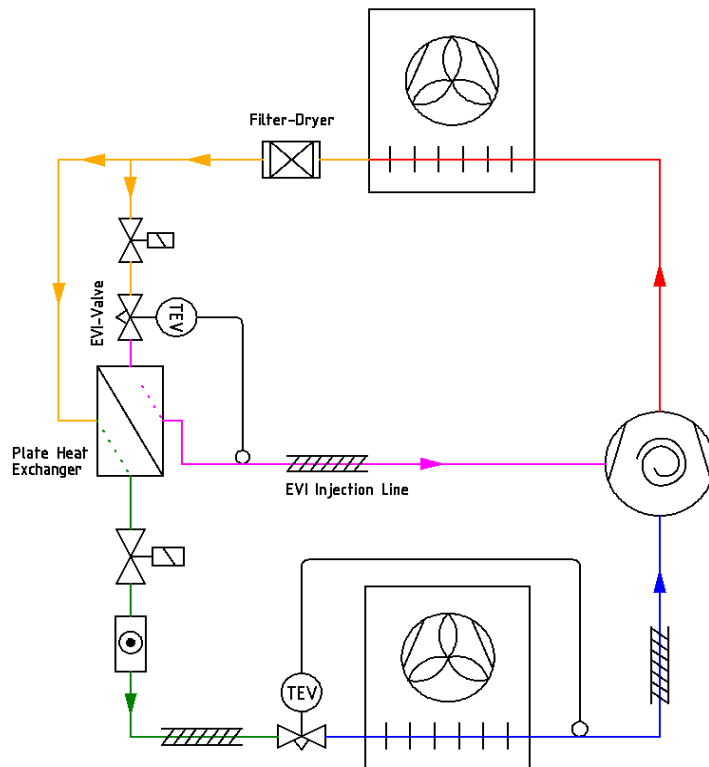 Filter-Dryer
EVI-Valve
TEV
Plate Heat
Exchanger
EVI Injection Line
TEV